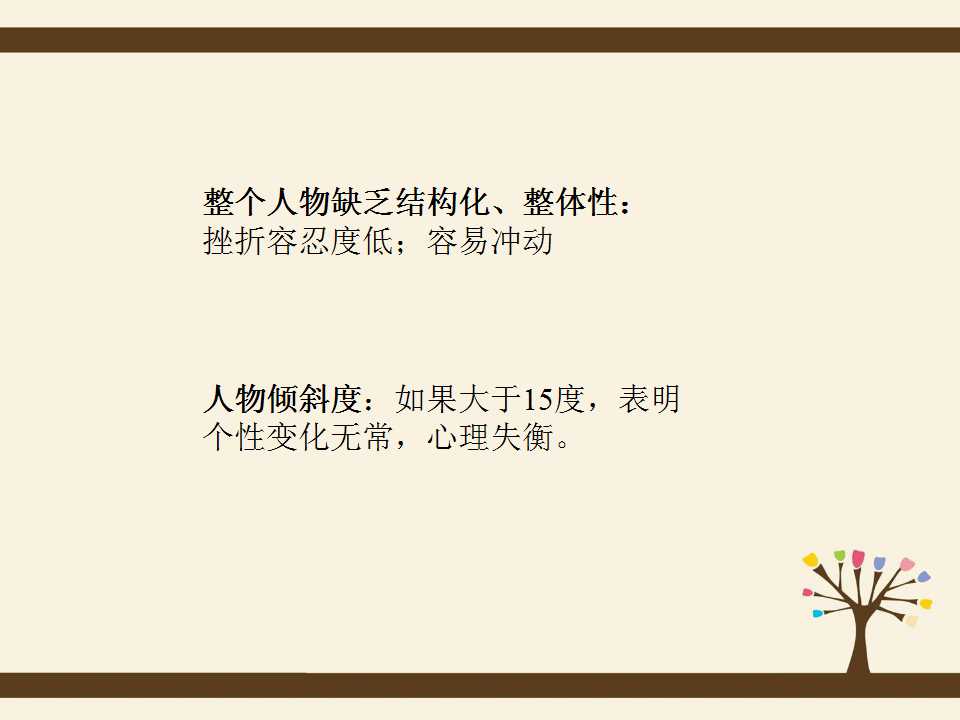 整个人物缺乏结构化、整体性：
挫折容忍度低；容易冲动
人物倾斜度：如果大于15度，表明
个性变化无常，心理失衡。